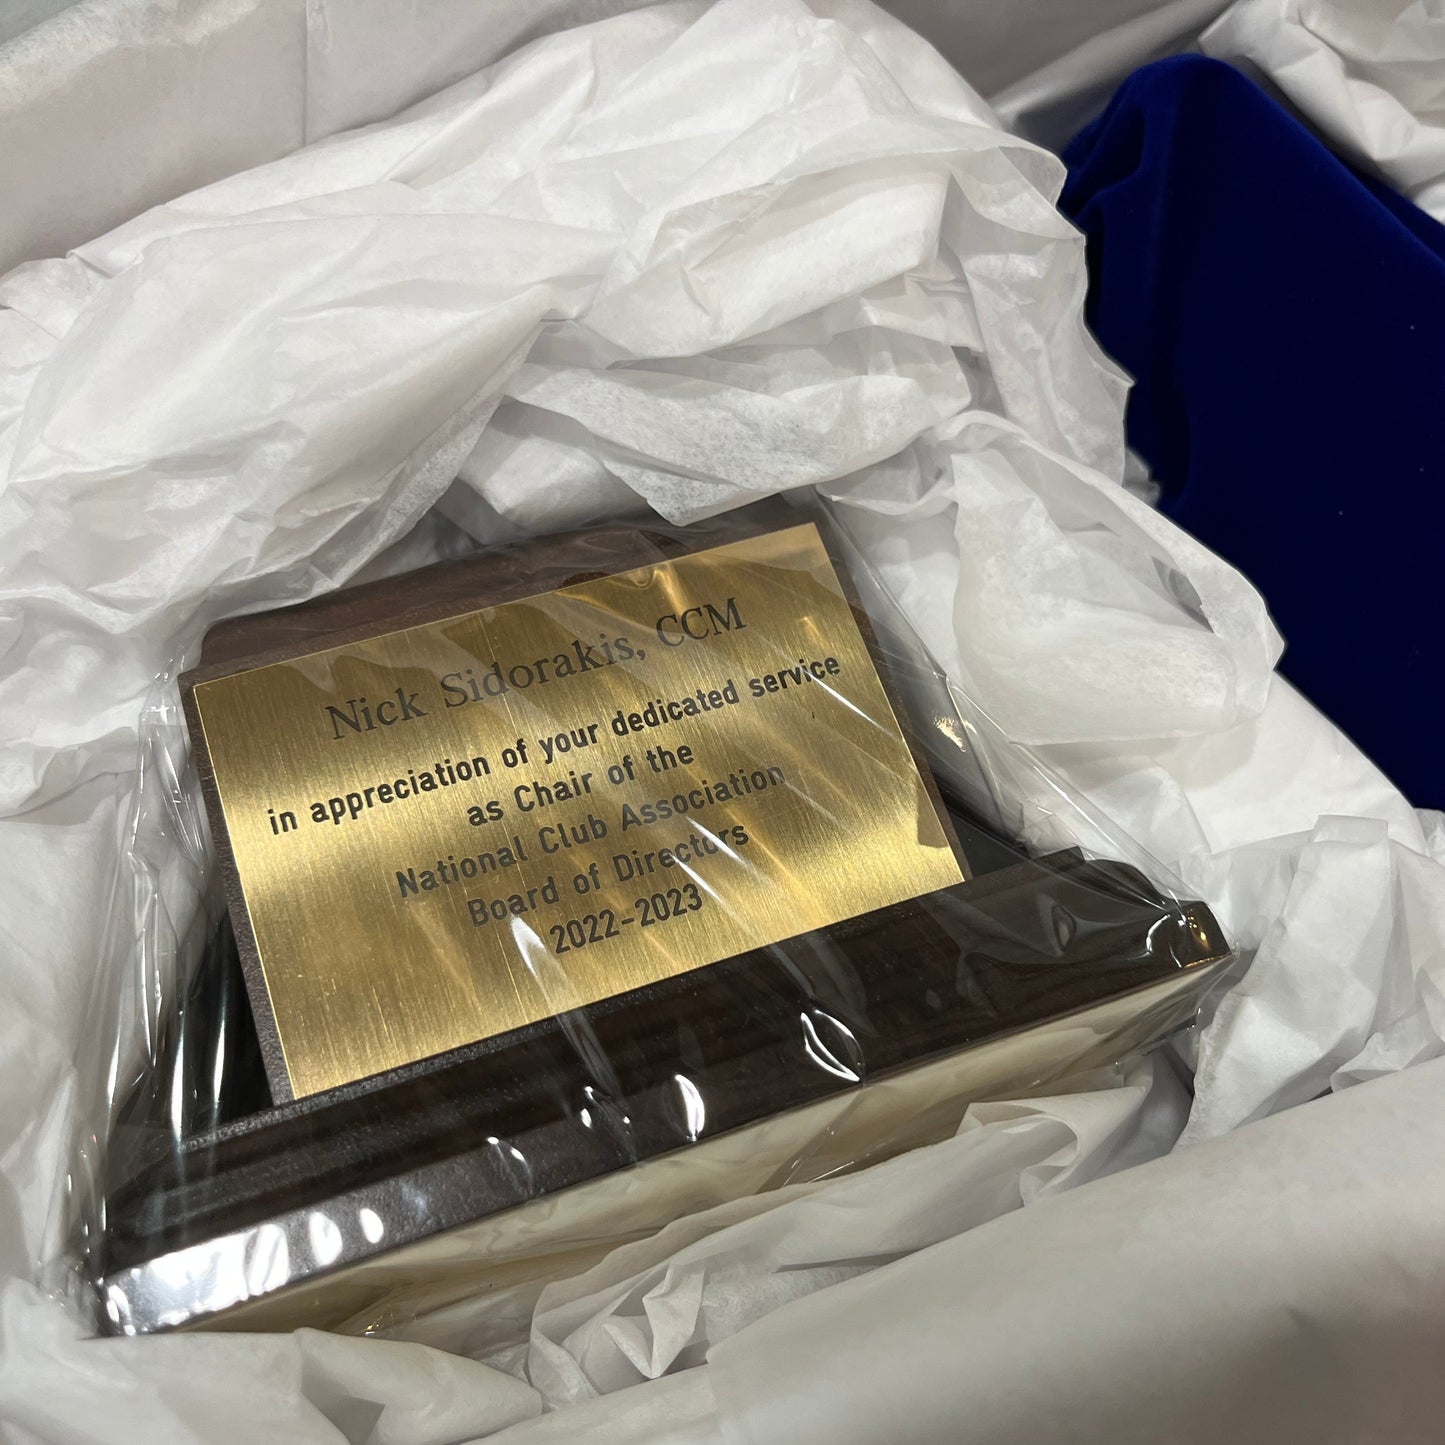 Nick Sidorakis, CCM
in appreciation of your dedicated service
as Chair of the
National Club Association
Board of Directors
2022-2023